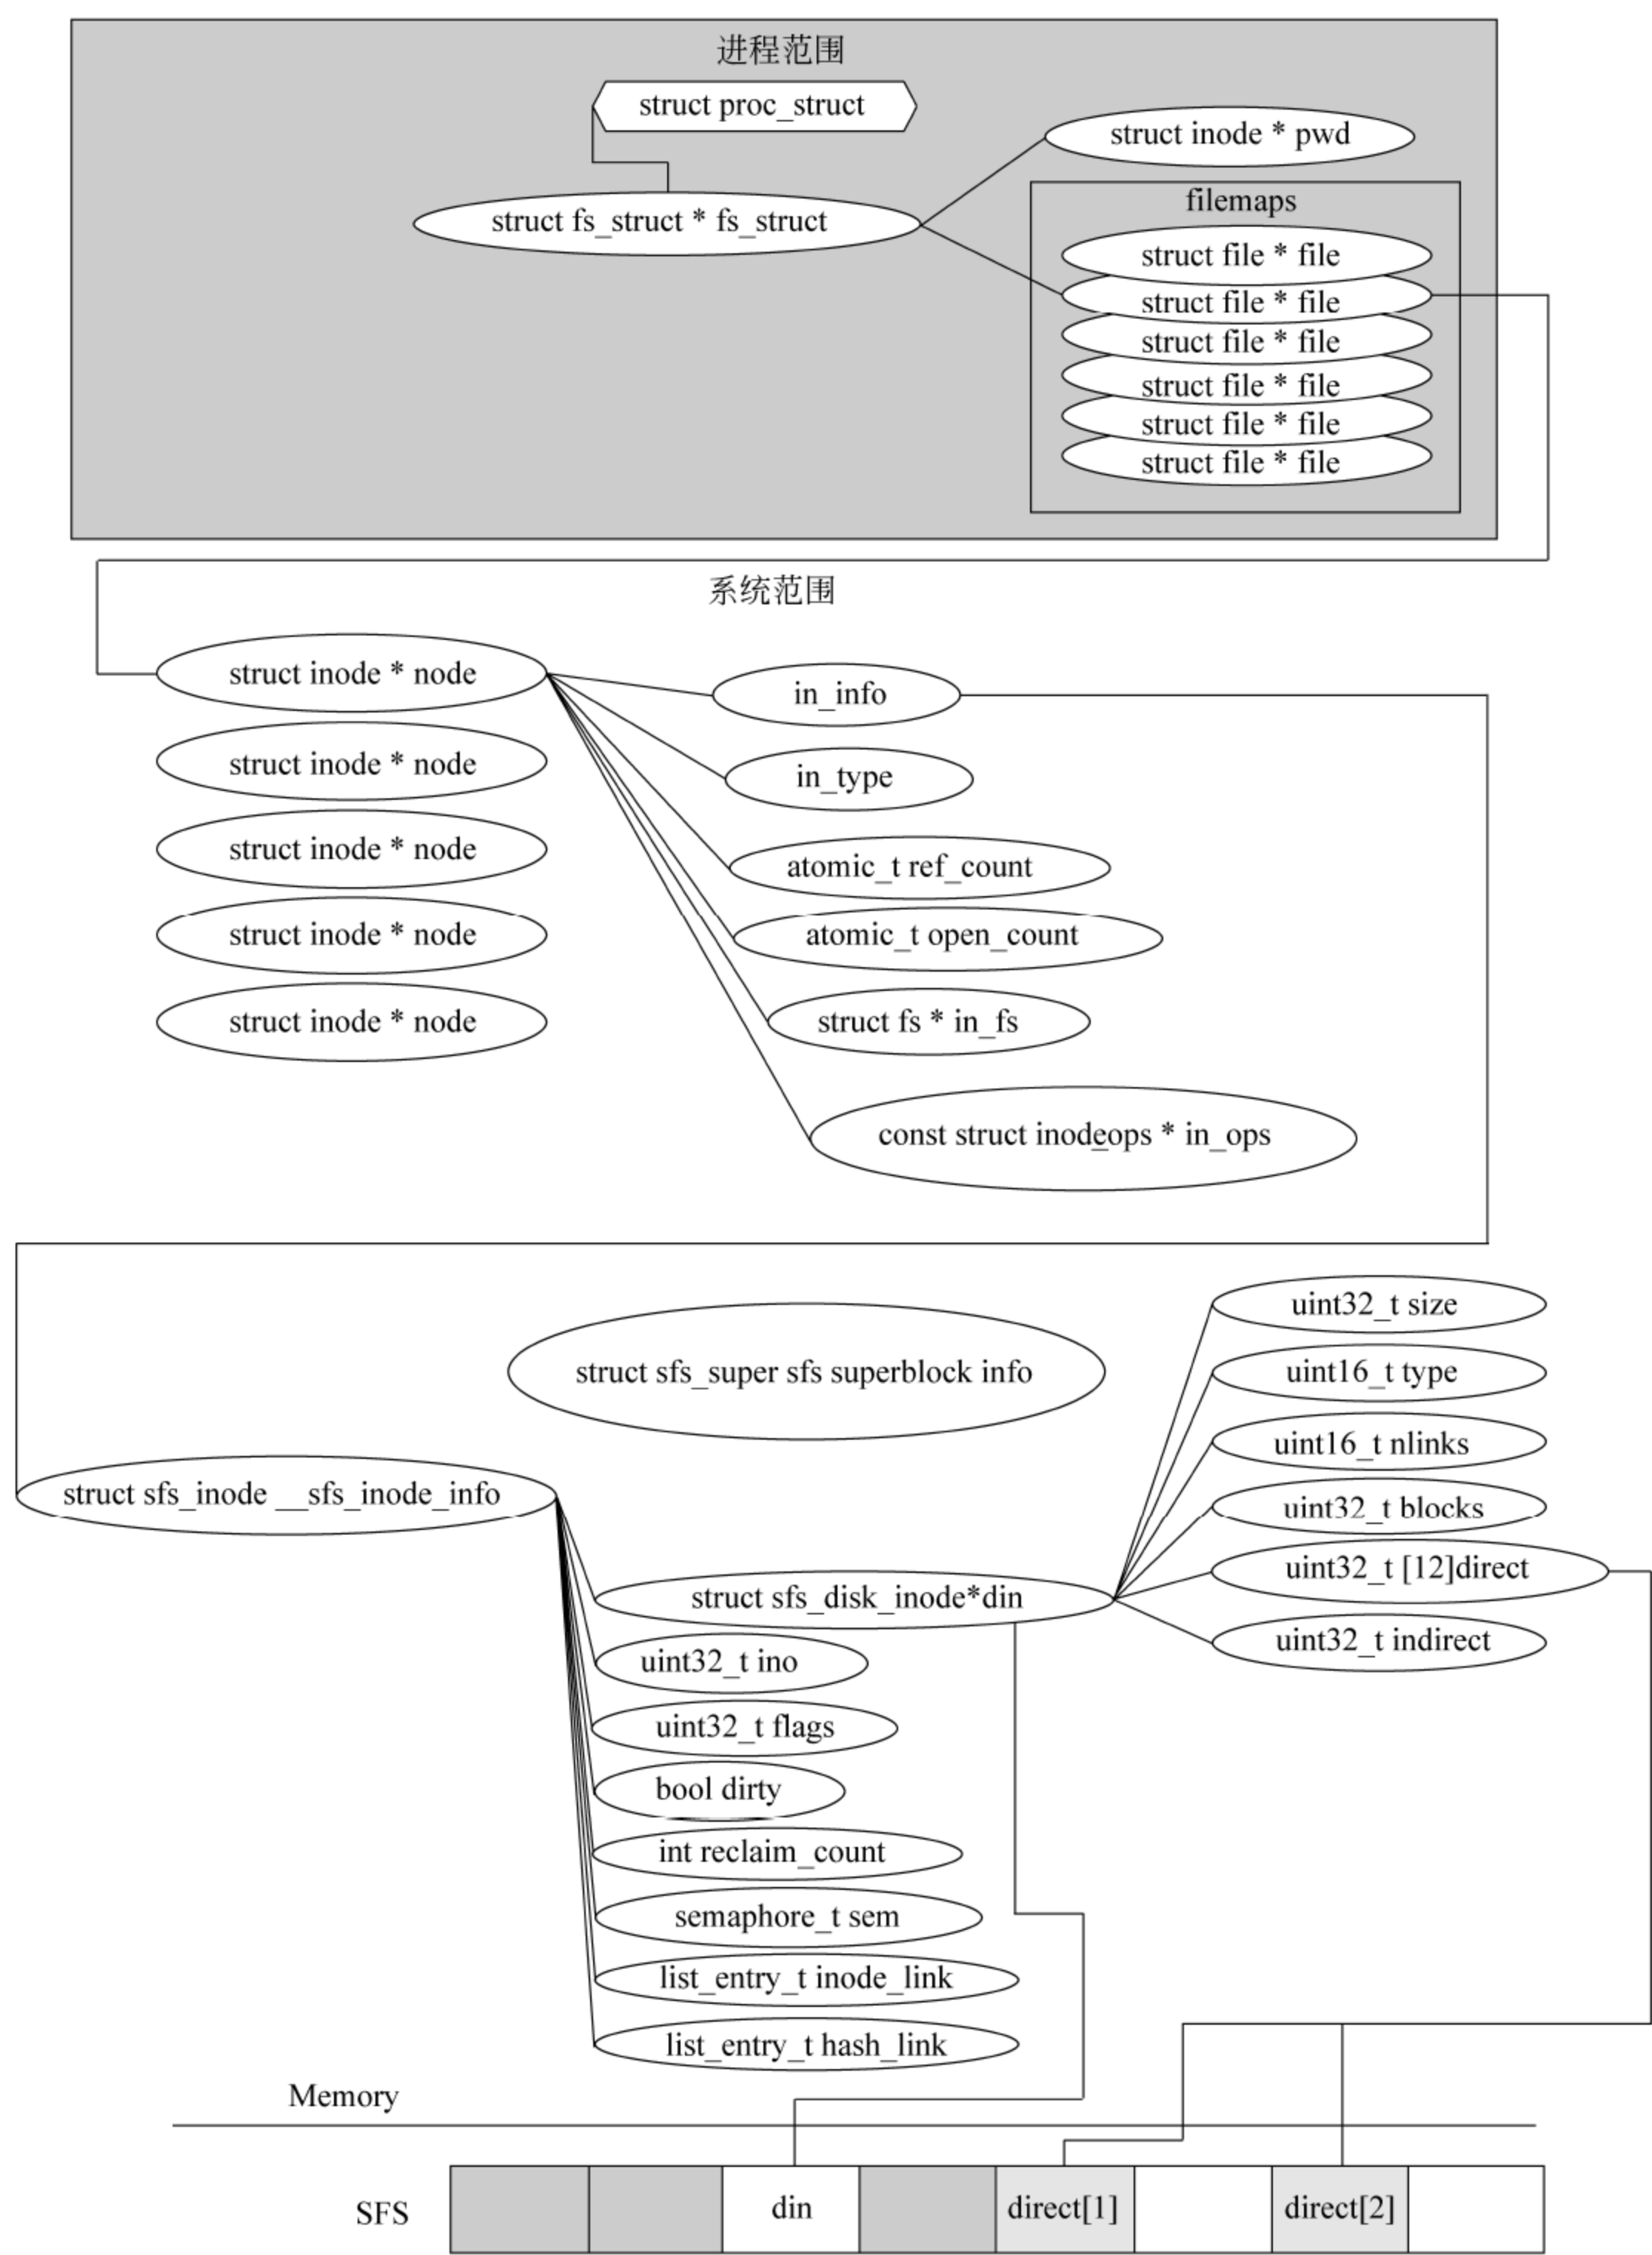 进程范围
struct proc_struct
struct inode * pwd
struct fs_struct * fs_struct
filemaps
struct file * file
struct file * file
struct file * file
struct file * file
struct file * file
struct file * file
系统范围
struct inode * node
in_info
struct inode * node
in_type
struct inode * node
atomic_t ref_count
struct inode * node
atomic_t open_count
struct inode * node
struct fs * in_fs
const struct inodeops * in_ops
uint32_t size
struct sfs_super sfs superblock info
uint16_t type
uint16_t nlinks
struct sfs_inode __sfs_inode_info
uint32_t blocks
uint32_t [12]direct
struct sfs_disk_inode*din
uint32_t indirect
uint32_t ino
uint32_t flags
bool dirty
int reclaim_count
semaphore_t sem
list_entry_t inode_link
list_entry_t hash_link
Memory
SFS
din
direct[1]
direct[2]